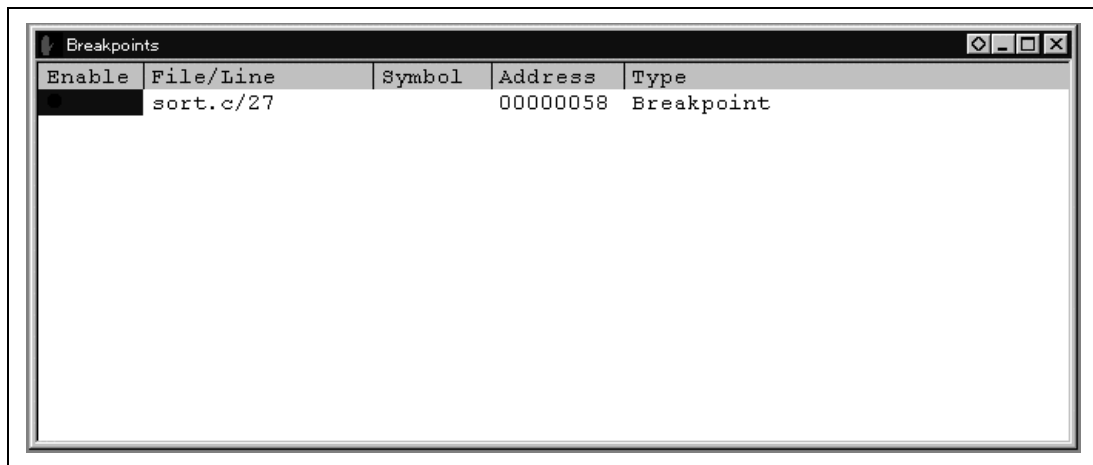 Breakpoints
Enable File/Line Symbol Address Type
sort.c/27 00000058 Breakpoint